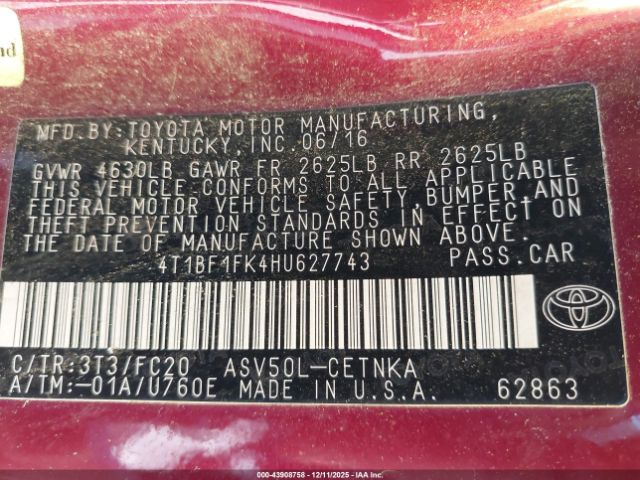 nd
MFD.BY:TOYOTA MOTOR MANUFACTURING,
KENTUCKY, INC. 06/16
GVWR 4630LB GAWR FR 2625LB RR 2625LB
THIS VEHICLE CONFORMS TO ALL APPLICABLE
FEDERAL MOTOR VEHICLE SAFETY,BUMPER,AND
THEFT PREVENTION STANDARDS IN EFFECT ON
THE DATE OF MANUFACTURE SHOWN ABOVE.
4T1BF1FK4HU627743 PASS.CAR
C/TR:3T3/FC20 ASV50L-CETNKA
A/TM:-01A/U760E MADE IN U.S.A. 62863
IAA Stock: 43908758 | 12/11/2025 - IAA Inc.